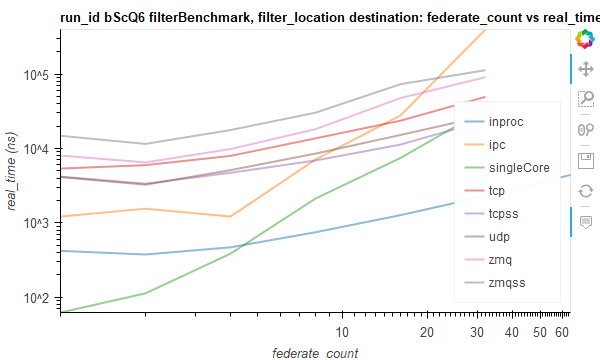 run_id bScQ6 filterBenchmark, filter_location destination: federate_count vs real_time
real_time (ns)
10^5
10^4
10^3
10^2
inproc
ipc
singleCore
tcp
tcpss
udp
zmq
zmqss
10 20 30 40 50 60
federate_count